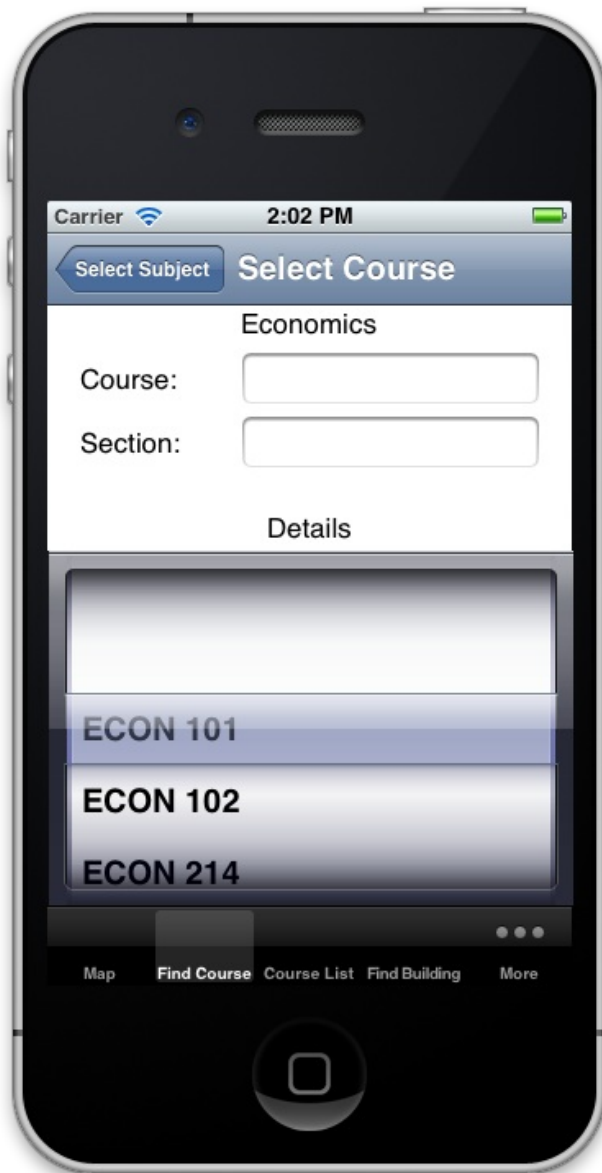 Carrier 2:02 PM
Select Subject Select Course
Economics
Course:
Section:
Details
ECON 101
ECON 102
ECON 214
Map Find Course Course List Find Building More